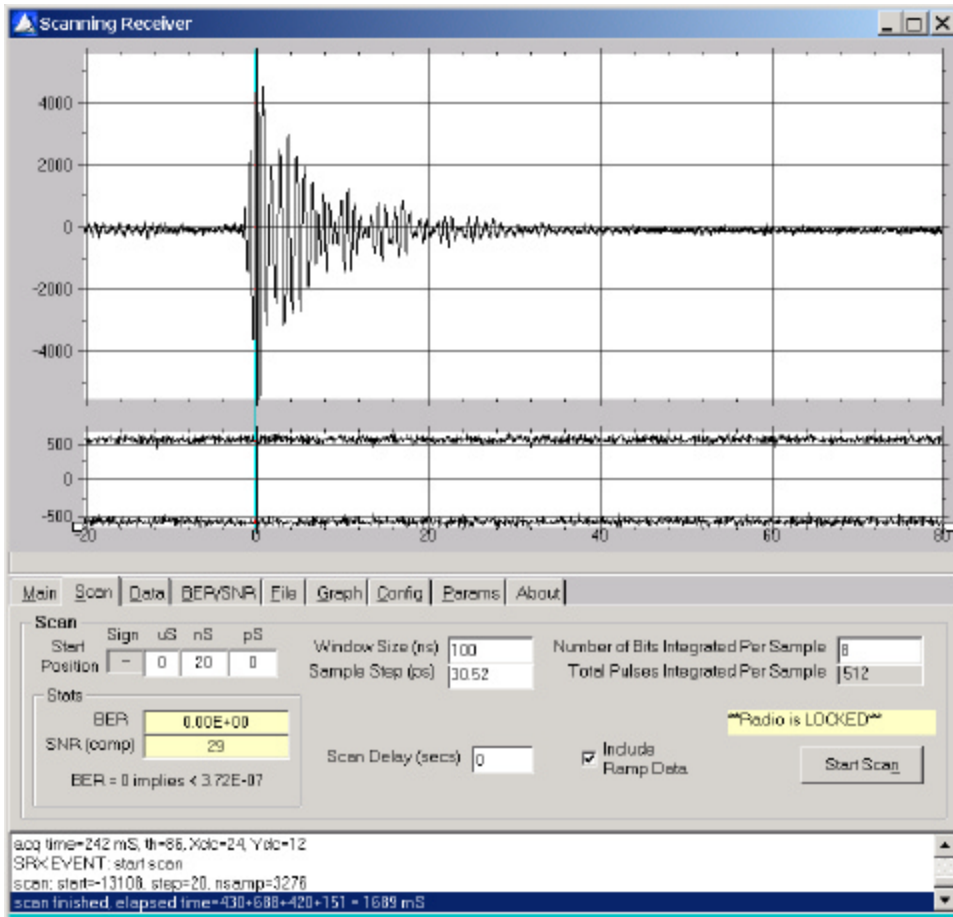 Scanning Receiver
4000
2000
0
-2000
-4000
-20 0 20 40 60 80
500
0
-500
-20 0 20 40 60 80
Main Scan Data BER/SNR File Graph Config Params About
Scan
Sign uS nS pS
Start Position - 0 20 0
Window Size (ns) 100
Sample Step (ps) 30.52
Number of Bits Integrated Per Sample 8
Total Pulses Integrated Per Sample 512
Stats
BER 0.00E+00
SNR (comp) 29
BER = 0 implies < 3.72E-07
**Radio is LOCKED**
Scan Delay (secs) 0
Include Ramp Data
Start Scan
acq time=242 mS, th=86, Xdc=24, Ydc=12
SRX EVENT: start scan
scan: start=-13108, step=20, nsamp=3276
scan finished, elapsed time=430+688+420+151 = 1689 mS